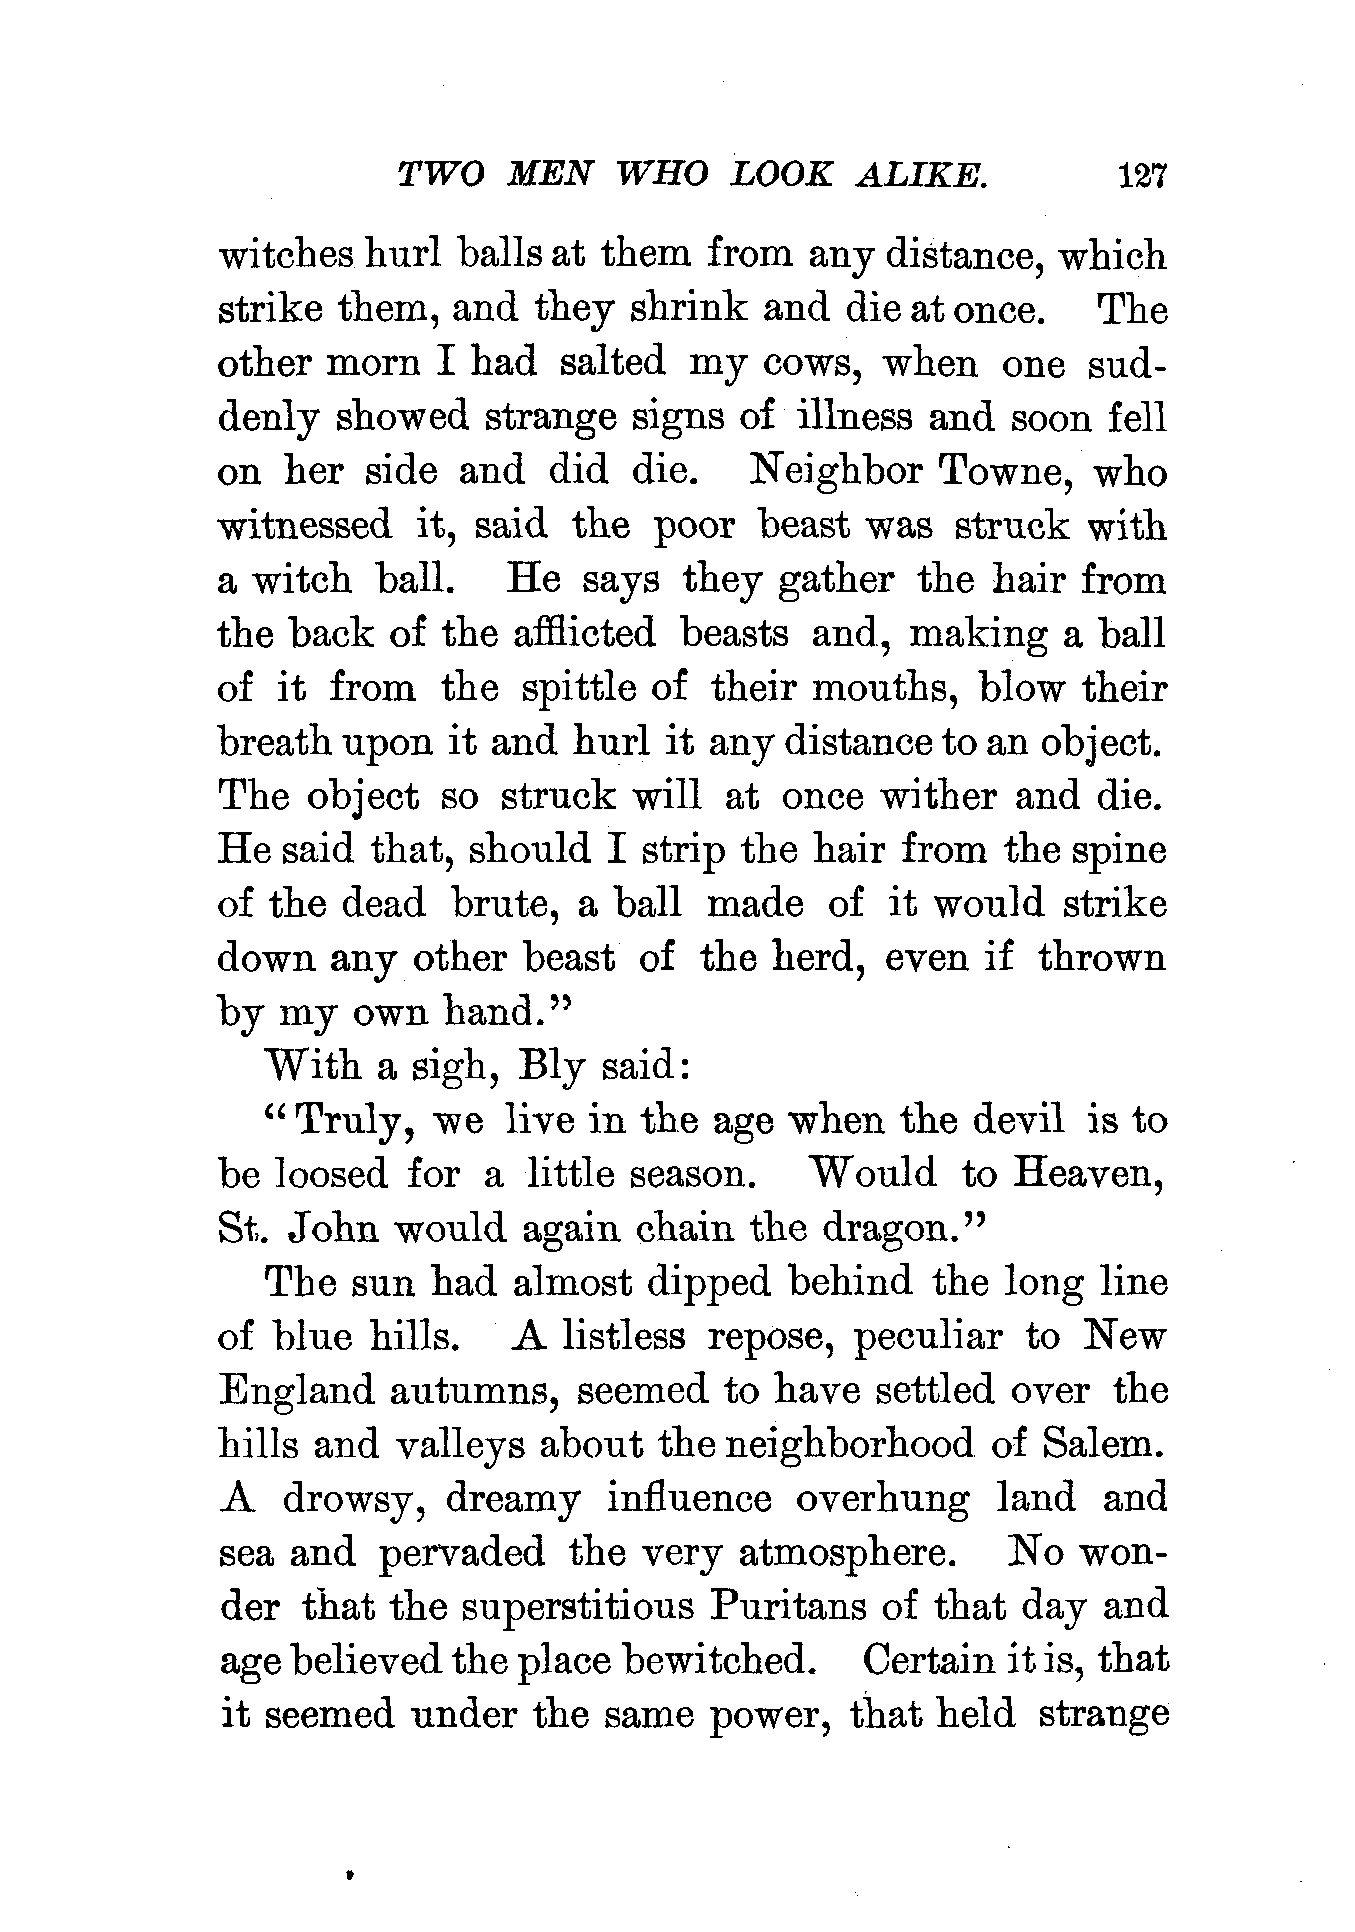 TWO MEN WHO LOOK ALIKE. 127
witches hurl balls at them from any distance, which
strike them, and they shrink and die at once. The
other morn I had salted my cows, when one sud-
denly showed strange signs of illness and soon fell
on her side and did die. Neighbor Towne, who
witnessed it, said the poor beast was struck with
a witch ball. He says they gather the hair from
the back of the afflicted beasts and, making a ball
of it from the spittle of their mouths, blow their
breath upon it and hurl it any distance to an object.
The object so struck will at once wither and die.
He said that, should I strip the hair from the spine
of the dead brute, a ball made of it would strike
down any other beast of the herd, even if thrown
by my own hand."
With a sigh, Bly said:
"Truly, we live in the age when the devil is to
be loosed for a little season. Would to Heaven,
St. John would again chain the dragon."
The sun had almost dipped behind the long line
of blue hills. A listless repose, peculiar to New
England autumns, seemed to have settled over the
hills and valleys about the neighborhood of Salem.
A drowsy, dreamy influence overhung land and
sea and pervaded the very atmosphere. No won-
der that the superstitious Puritans of that day and
age believed the place bewitched. Certain it is, that
it seemed under the same power, that held strange